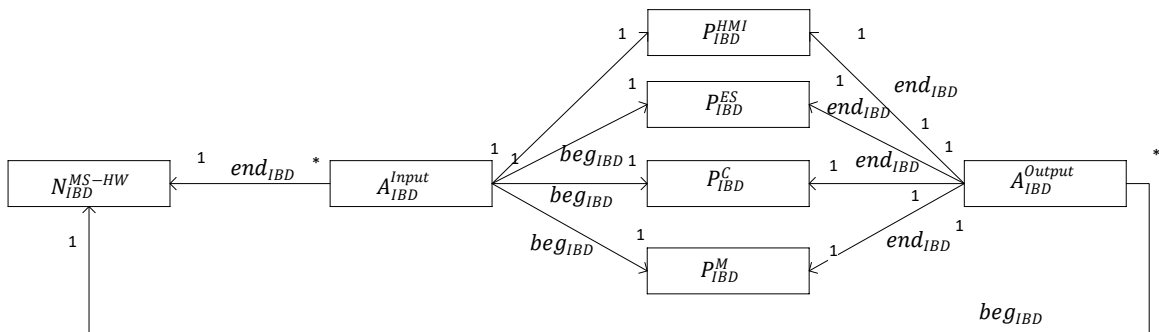 1 P_{IBD}^{HMI} 1
1 P_{IBD}^{ES} 1 end_{IBD}
end_{IBD} 1
1 * 1 1 beg_{IBD} 1 end_{IBD} 1 *
N_{IBD}^{MS-HW} end_{IBD} A_{IBD}^{Input} P_{IBD}^{C} 1 A_{IBD}^{Output}
beg_{IBD} 1
1 beg_{IBD} 1 1 end_{IBD} 1
P_{IBD}^{M}
beg_{IBD}